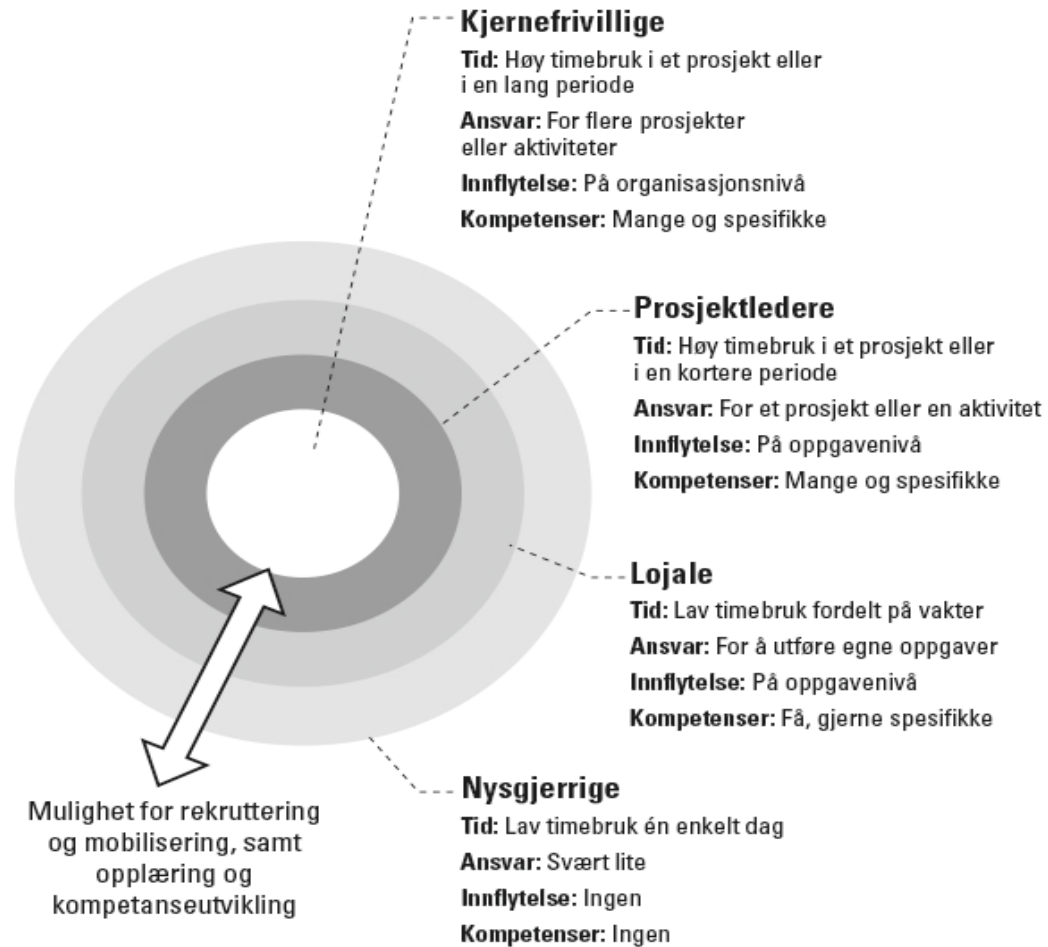 Kjernefrivillige
Tid: Høy timebruk i et prosjekt eller
i en lang periode
Ansvar: For flere prosjekter
eller aktiviteter
Innflytelse: På organisasjonsnivå
Kompetenser: Mange og spesifikke
Prosjektledere
Tid: Høy timebruk i et prosjekt eller
i en kortere periode
Ansvar: For et prosjekt eller en aktivitet
Innflytelse: På oppgavenivå
Kompetenser: Mange og spesifikke
Lojale
Tid: Lav timebruk fordelt på vakter
Ansvar: For å utføre egne oppgaver
Innflytelse: På oppgavenivå
Kompetenser: Få, gjerne spesifikke
Nysgjerrige
Tid: Lav timebruk én enkelt dag
Ansvar: Svært lite
Innflytelse: Ingen
Kompetenser: Ingen
Mulighet for rekruttering
og mobilisering, samt
opplæring og
kompetanseutvikling